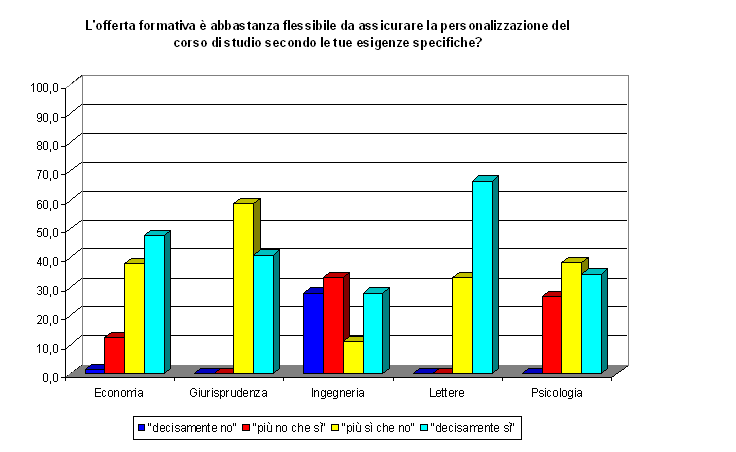 L'offerta formativa è abbastanza flessibile da assicurare la personalizzazione del
corso di studio secondo le tue esigenze specifiche?
100,0
90,0
80,0
70,0
60,0
50,0
40,0
30,0
20,0
10,0
0,0
Economia Giurisprudenza Ingegneria Lettere Psicologia
"decisamente no" "più no che sì" "più sì che no" "decisamente sì"